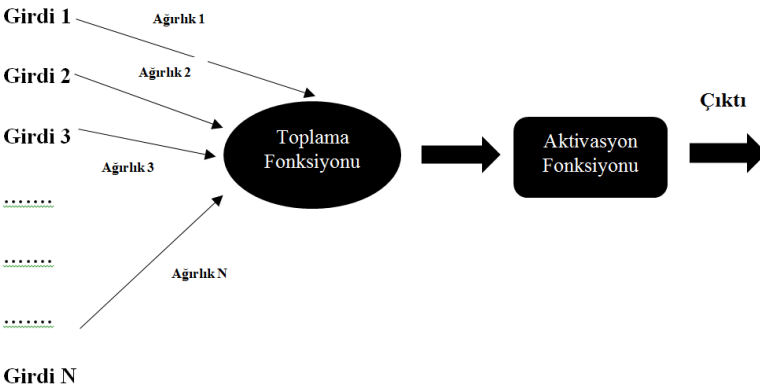 Girdi 1
Ağırlık 1
Girdi 2
Ağırlık 2
Girdi 3
Ağırlık 3
.......
.......
.......
Ağırlık N
Girdi N
Toplama
Fonksiyonu
Aktivasyon
Fonksiyonu
Çıktı